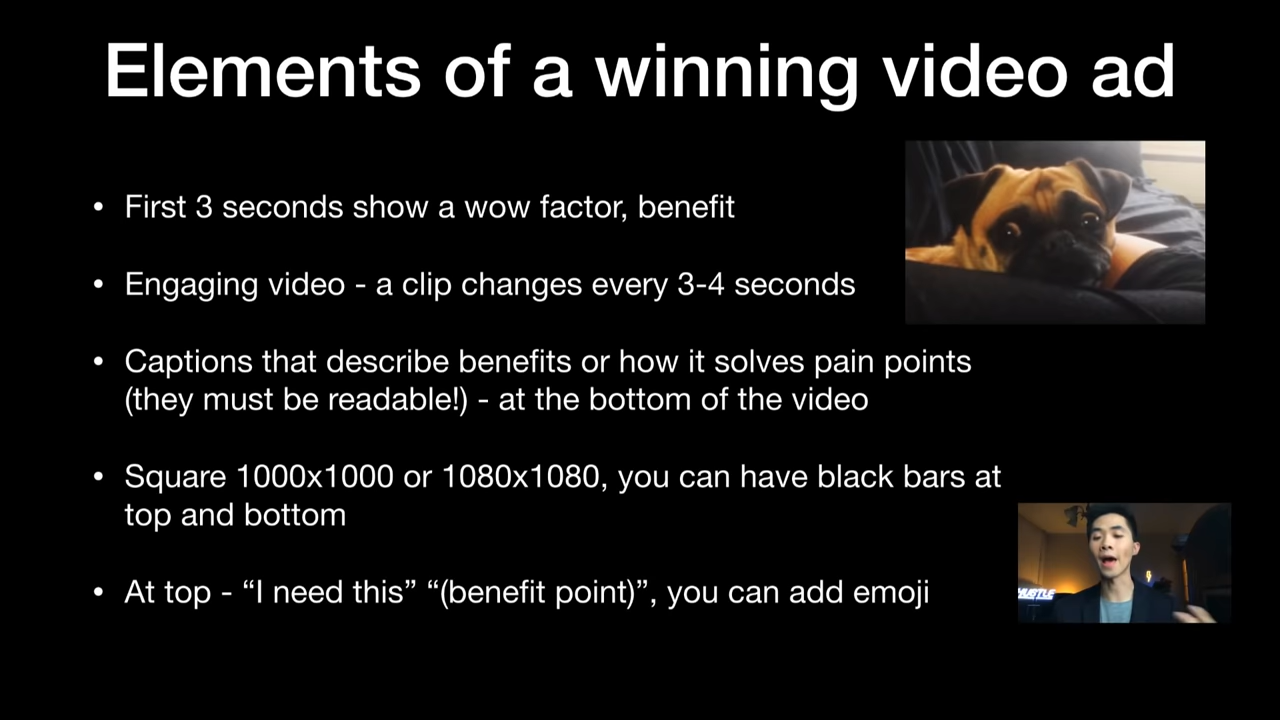 Elements of a winning video ad
• First 3 seconds show a wow factor, benefit
• Engaging video - a clip changes every 3-4 seconds
• Captions that describe benefits or how it solves pain points
(they must be readable!) - at the bottom of the video
• Square 1000x1000 or 1080x1080, you can have black bars at
top and bottom
• At top - “I need this” “(benefit point)”, you can add emoji
HUSTLE